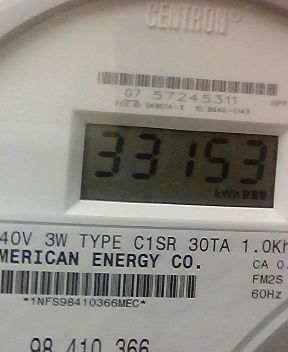 CENTRON®
07 57245311
33153
kWh
40V 3W TYPE C1SR 30TA 1.0Kh
MERICAN ENERGY CO.
CA 0.
FM2S
*1NFS98410366MEC*
60Hz
98 410 366